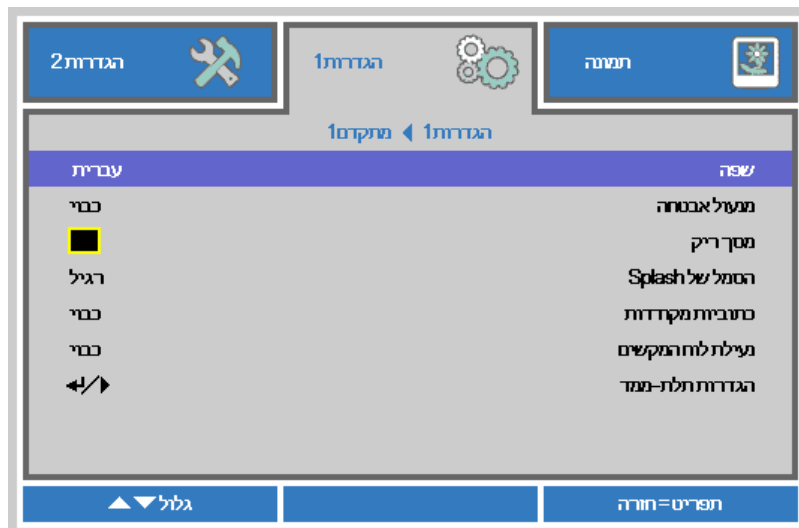 תמונה
הגדרות1
הגדרות2
הגדרות1 ◀ מתקדם1
שפה עברית
מנעול אבטחה כבוי
מסך ריק
הסמל של Splash רגיל
כתוביות מקודדות כבוי
נעילת לוח המקשים כבוי
הגדרות תלת-ממד
תפריט=חזורה
גלול